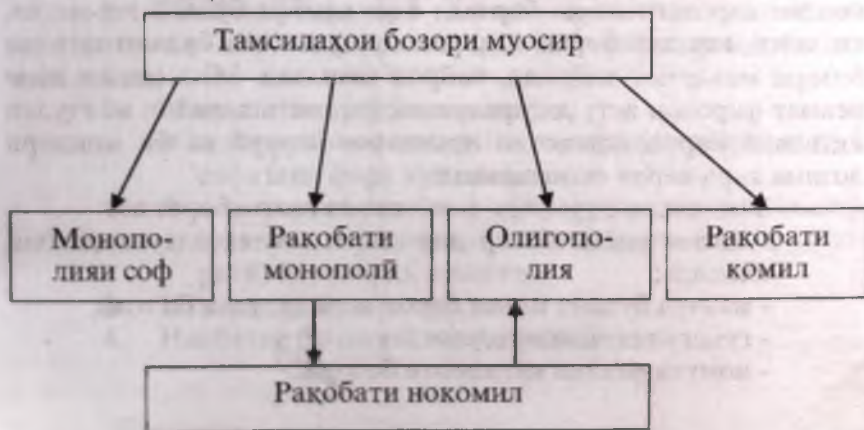 Тамсилаҳои бозори муосир
Монопо-
лияи соф
Рақобати
монополӣ
Олигопо-
лия
Рақобати
комил
Рақобати нокомил